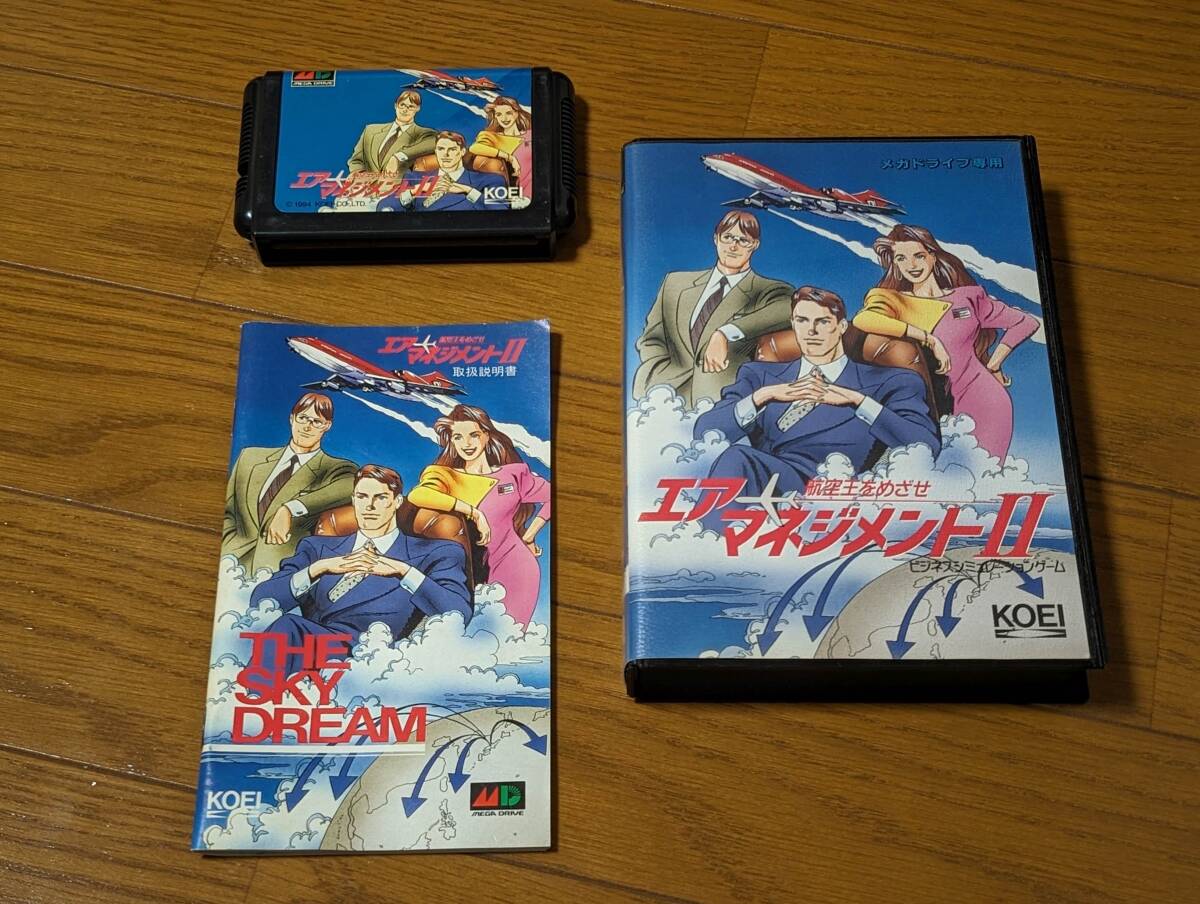 MEGA DRIVE
エアーマネジメントII
KOEI
© 1994 KOEI CO., LTD.
メガドライブ専用
航空王をめざせ
エアーマネジメントII
ビジネスシミュレーションゲーム
KOEI
航空王をめざせ
エアーマネジメントII
取扱説明書
THE
SKY
DREAM
KOEI
MEGA DRIVE